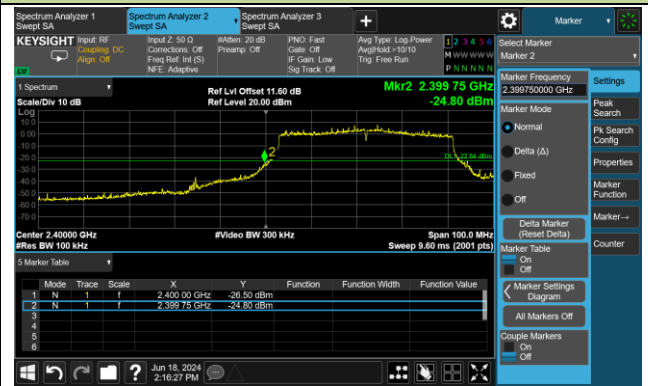 Spectrum Analyzer 1
Swept SA
Spectrum Analyzer 2
Swept SA
Spectrum Analyzer 3
Swept SA
+
Marker
KEYSIGHT
Input: RF
Coupling: DC
Align: Off
Input Z: 50 Ω
Corrections: Off
Freq Ref: Int (S)
NFE: Adaptive
#Atten: 20 dB
Preamp: Off
PNO: Fast
Gate: Off
IF Gain: Low
Sig Track: Off
Avg Type: Log-Power
Avg|Hold:>10/10
Trig: Free Run
1 2 3 4 5 6
M W W W W W
P N N N N N
Select Marker
Marker 2
1 Spectrum
Scale/Div 10 dB
Ref Lvl Offset 11.60 dB
Ref Level 20.00 dBm
Mkr2 2.399 75 GHz
-24.80 dBm
Log
10.0
0.00
-10.0
-20.0
-30.0
-40.0
-50.0
-60.0
-70.0
2
DL1 -22.64 dBm
Center 2.40000 GHz
#Res BW 100 kHz
#Video BW 300 kHz
Span 100.0 MHz
Sweep 9.60 ms (2001 pts)
5 Marker Table
Mode Trace Scale X Y Function Function Width Function Value
1 N 1 f 2.400 00 GHz -26.50 dBm
2 N 1 f 2.399 75 GHz -24.80 dBm
3
4
5
6
Marker Frequency
2.399750000 GHz
Marker Mode
Normal
Delta (Δ)
Fixed
Off
Delta Marker
(Reset Delta)
Marker Table
On
Off
Marker Settings
Diagram
All Markers Off
Couple Markers
On
Off
Settings
Peak
Search
Pk Search
Config
Properties
Marker
Function
Marker→
Counter
?
Jun 18, 2024
2:16:27 PM